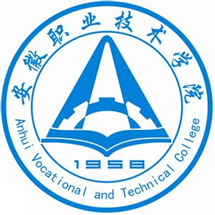 安徽职业技术学院
Anhui Vocational and Technical College
1958